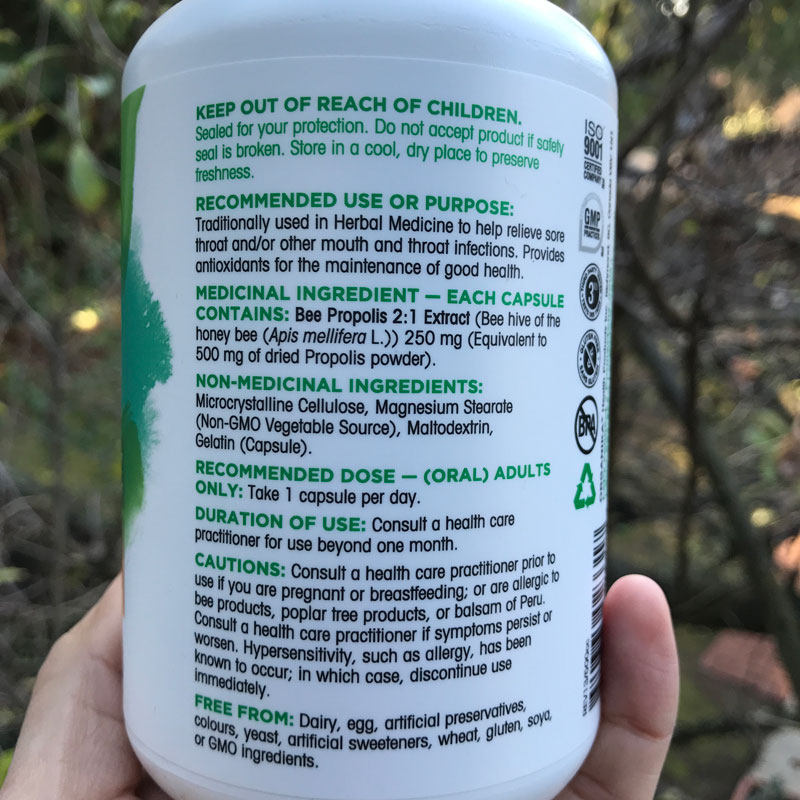 KEEP OUT OF REACH OF CHILDREN.
Sealed for your protection. Do not accept product if safety
seal is broken. Store in a cool, dry place to preserve
freshness.
RECOMMENDED USE OR PURPOSE:
Traditionally used in Herbal Medicine to help relieve sore
throat and/or other mouth and throat infections. Provides
antioxidants for the maintenance of good health.
MEDICINAL INGREDIENT — EACH CAPSULE
CONTAINS: Bee Propolis 2:1 Extract (Bee hive of the
honey bee (Apis mellifera L.)) 250 mg (Equivalent to
500 mg of dried Propolis powder).
NON-MEDICINAL INGREDIENTS:
Microcrystalline Cellulose, Magnesium Stearate
(Non-GMO Vegetable Source), Maltodextrin,
Gelatin (Capsule).
RECOMMENDED DOSE — (ORAL) ADULTS
ONLY: Take 1 capsule per day.
DURATION OF USE: Consult a health care
practitioner for use beyond one month.
CAUTIONS: Consult a health care practitioner prior to
use if you are pregnant or breastfeeding; or are allergic to
bee products, poplar tree products, or balsam of Peru.
Consult a health care practitioner if symptoms persist or
worsen. Hypersensitivity, such as allergy, has been
known to occur; in which case, discontinue use
immediately.
FREE FROM: Dairy, egg, artificial preservatives,
colours, yeast, artificial sweeteners, wheat, gluten, soya,
or GMO ingredients.
ISO
9001
CERTIFIED
COMPANY
GMP
BPA